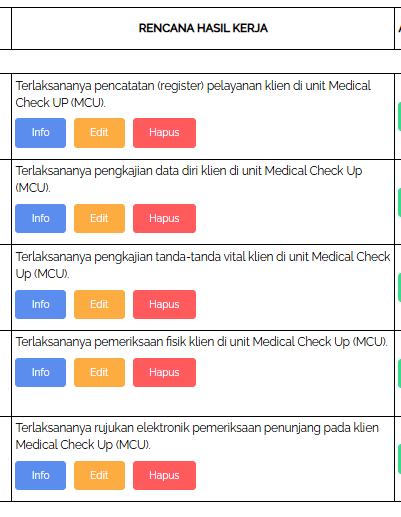 RENCANA HASIL KERJA
Terlaksananya pencatatan (register) pelayanan klien di unit Medical
Check UP (MCU).
Info Edit Hapus
Terlaksananya pengkajian data diri klien di unit Medical Check Up
(MCU).
Info Edit Hapus
Terlaksananya pengkajian tanda-tanda vital klien di unit Medical Check
Up (MCU).
Info Edit Hapus
Terlaksananya pemeriksaan fisik klien di unit Medical Check Up (MCU).
Info Edit Hapus
Terlaksananya rujukan elektronik pemeriksaan penunjang pada klien
Medical Check Up (MCU).
Info Edit Hapus